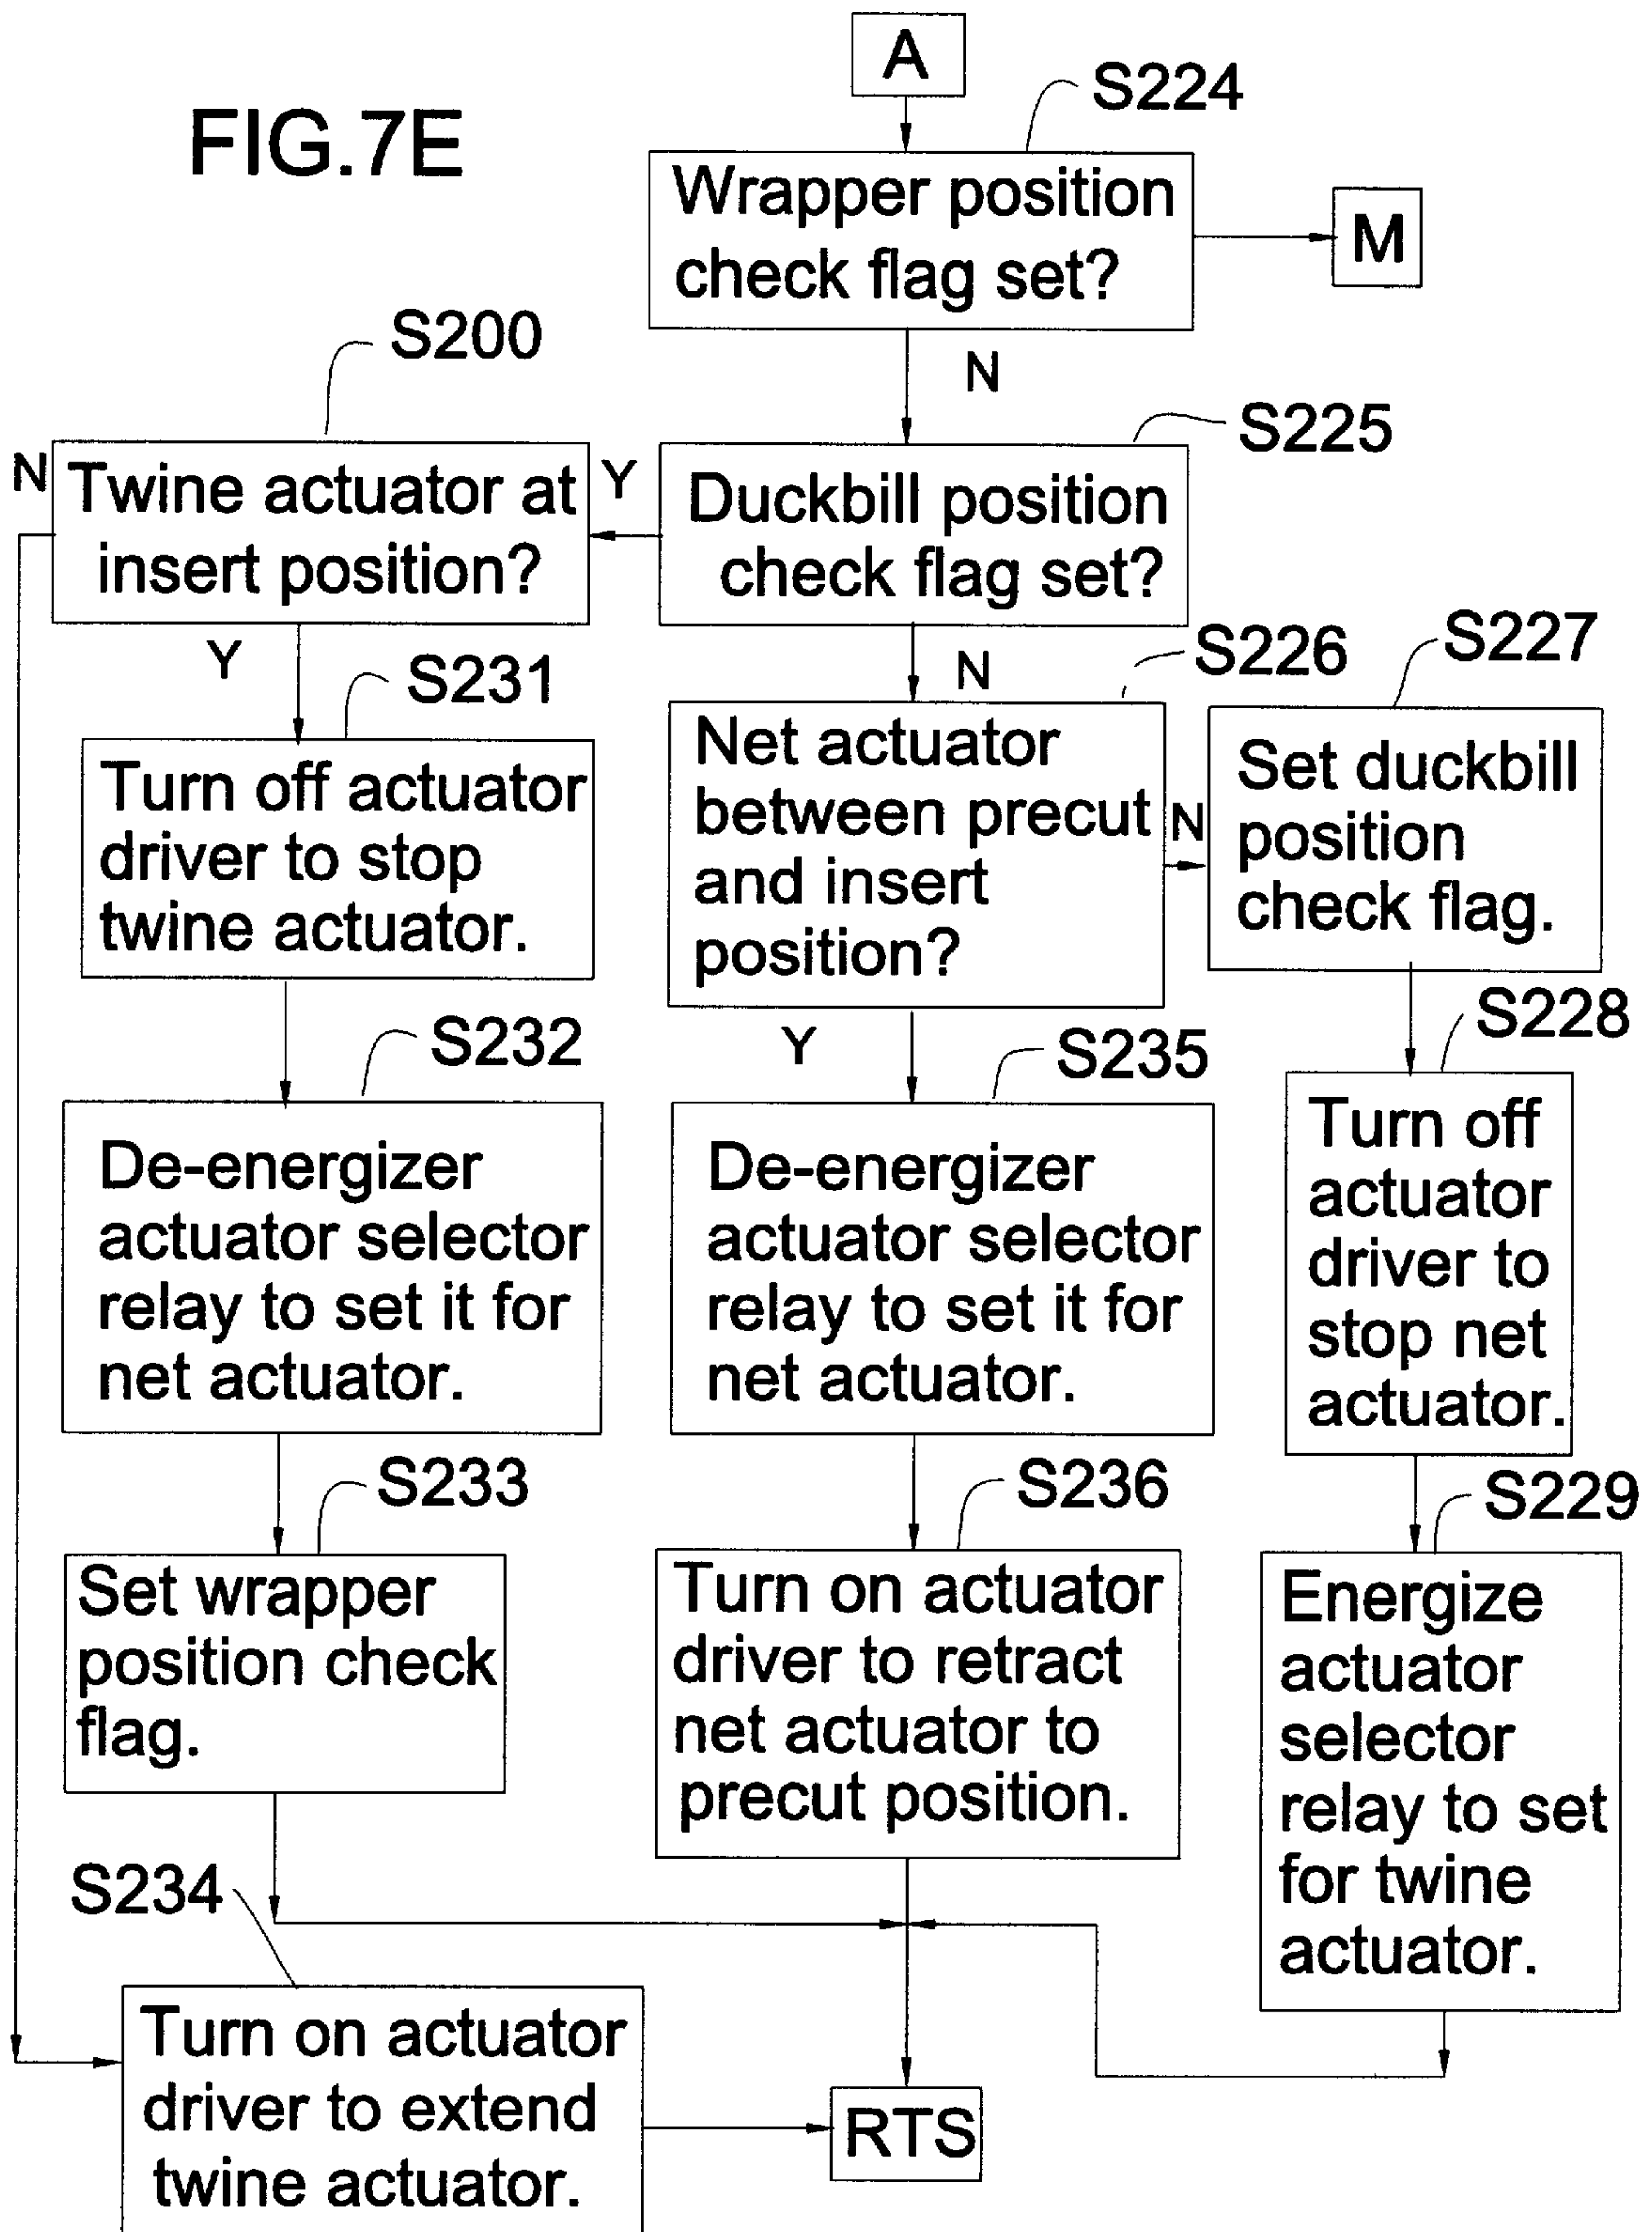 A
S224
FIG.7E
Wrapper position
check flag set?
M
S200
N
S225
N
Twine actuator at
insert position?
Y
Duckbill position
check flag set?
Y
S231
N
S226
S227
Turn off actuator
driver to stop
twine actuator.
Net actuator
between precut
and insert
position?
N
Set duckbill
position
check flag.
S232
Y
S235
S228
De-energizer
actuator selector
relay to set it for
net actuator.
De-energizer
actuator selector
relay to set it for
net actuator.
Turn off
actuator
driver to
stop net
actuator.
S233
S236
S229
Set wrapper
position check
flag.
Turn on actuator
driver to retract
net actuator to
precut position.
Energize
actuator
selector
relay to set
for twine
actuator.
S234
Turn on actuator
driver to extend
twine actuator.
RTS